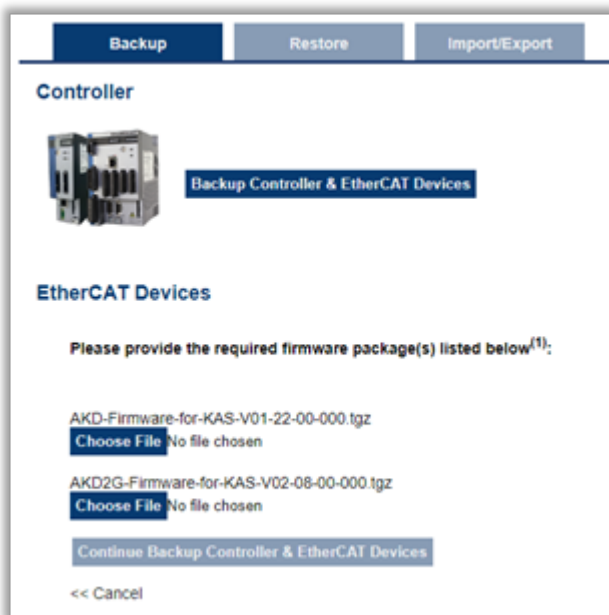 Backup Restore Import/Export
Controller
Backup Controller & EtherCAT Devices
EtherCAT Devices
Please provide the required firmware package(s) listed below(1):
AKD-Firmware-for-KAS-V01-22-00-000.tgz
Choose File No file chosen
AKD2G-Firmware-for-KAS-V02-08-00-000.tgz
Choose File No file chosen
Continue Backup Controller & EtherCAT Devices
<< Cancel